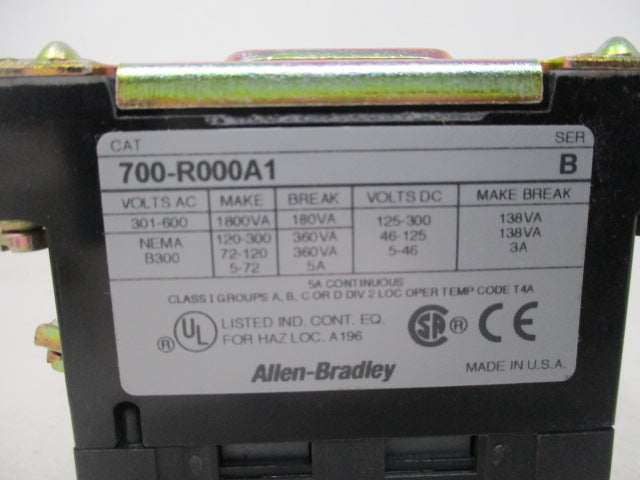 CAT SER
700-R000A1 B
VOLTS AC MAKE BREAK VOLTS DC MAKE BREAK
301-600 1800VA 180VA 125-300 138VA
NEMA 120-300 360VA 46-125 138VA
B300 72-120 360VA 5-46 3A
5-72 5A
5A CONTINUOUS
CLASS I GROUPS A, B, C OR D DIV 2 LOC OPER TEMP CODE T4A
UL LISTED IND. CONT. EQ. SA ® CE
® FOR HAZ LOC. A196
Allen-Bradley MADE IN U.S.A.